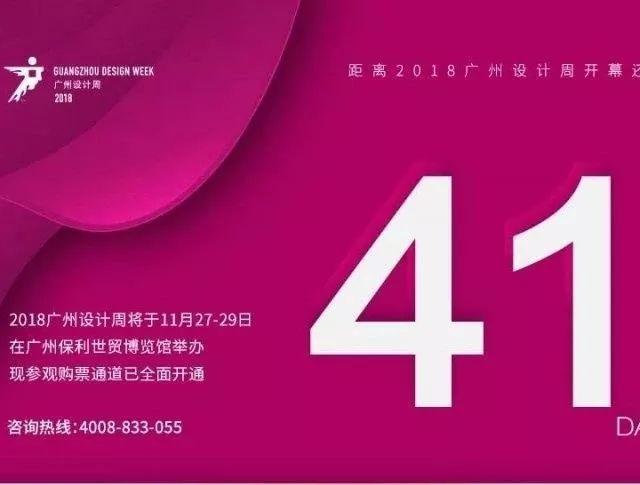 GUANGZHOU DESIGN WEEK
广州设计周
2018
距离2018广州设计周开幕还
41
2018广州设计周将于11月27-29日
在广州保利世贸博览馆举办
现参观购票通道已全面开通
咨询热线:4008-833-055
DA